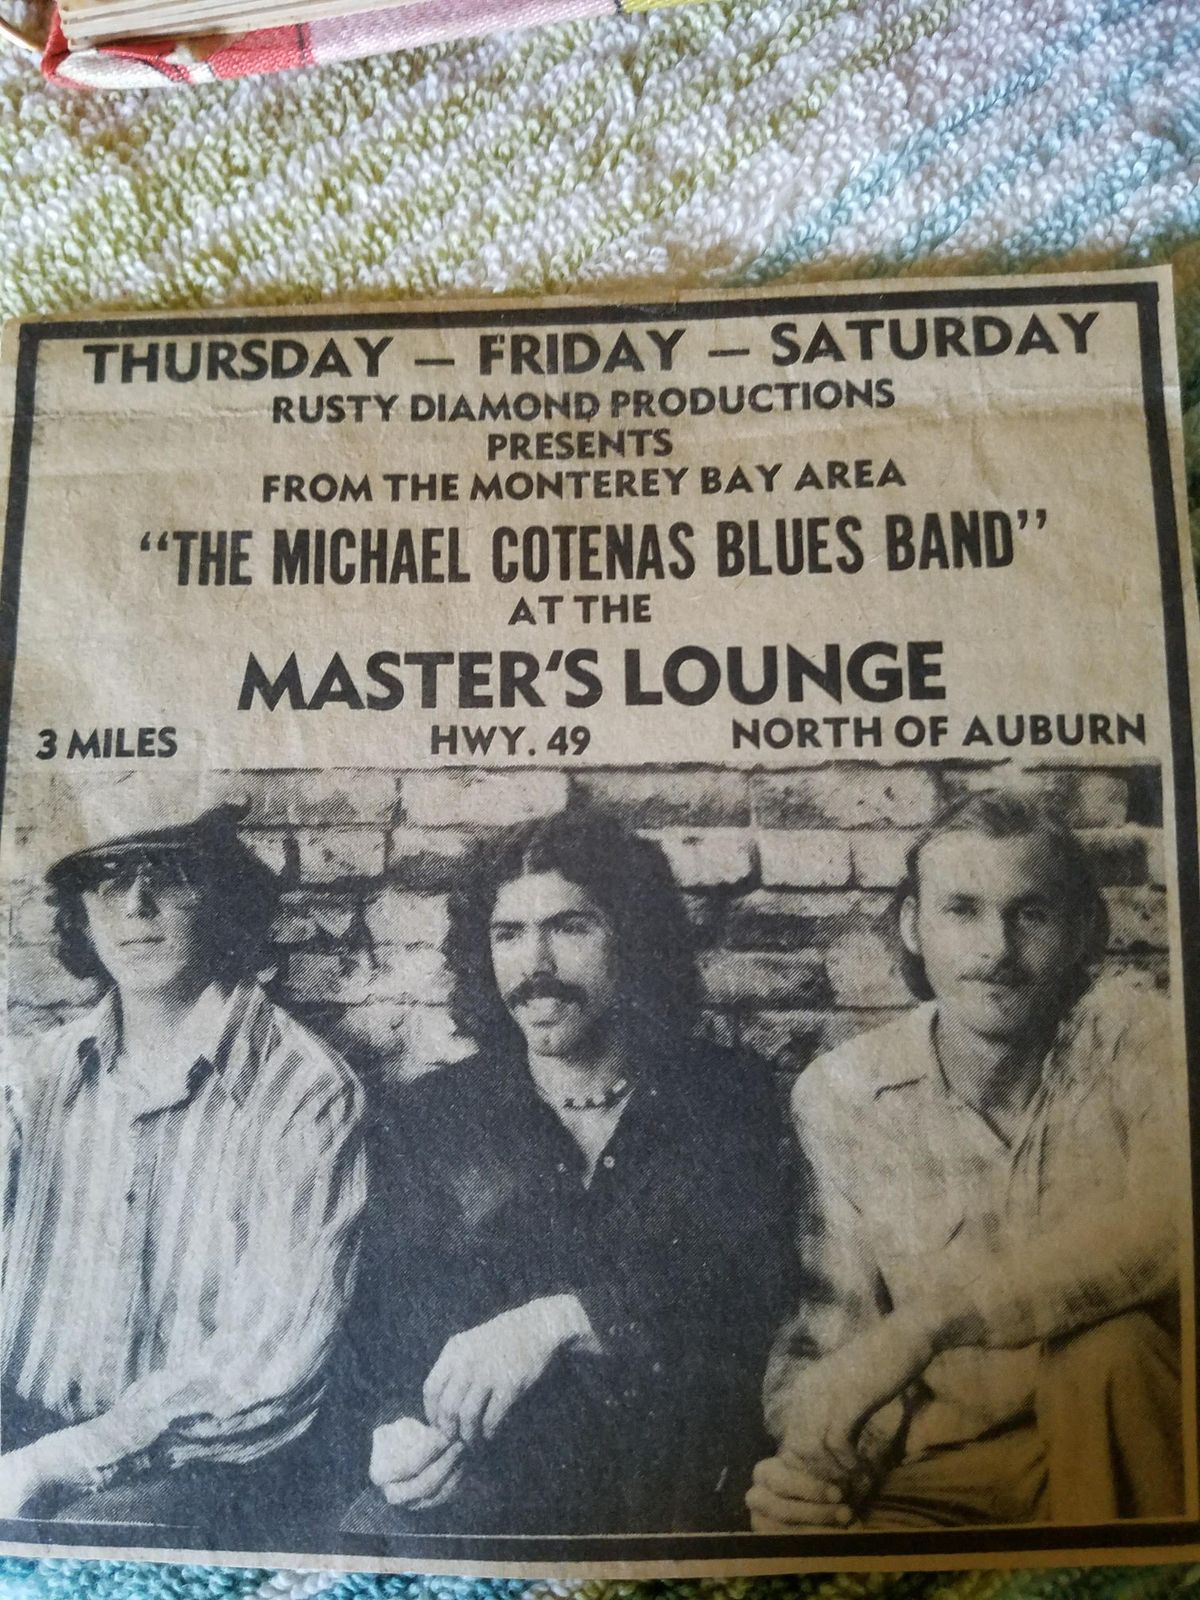 THURSDAY — FRIDAY — SATURDAY
RUSTY DIAMOND PRODUCTIONS
PRESENTS
FROM THE MONTEREY BAY AREA
“THE MICHAEL COTENAS BLUES BAND”
AT THE
MASTER'S LOUNGE
3 MILES HWY. 49 NORTH OF AUBURN